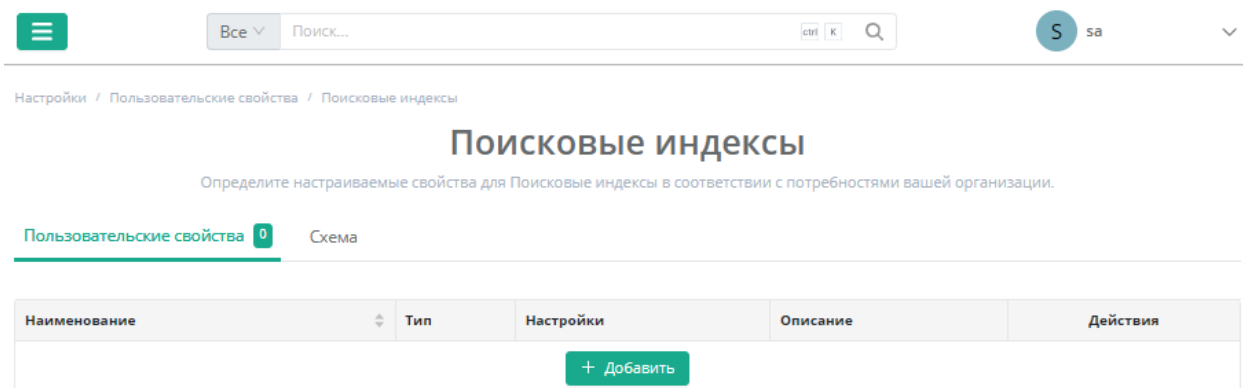 Все Поиск... ctrl K S sa
Настройки / Пользовательские свойства / Поисковые индексы
Поисковые индексы
Определите настраиваемые свойства для Поисковые индексы в соответствии с потребностями вашей организации.
Пользовательские свойства 0 Схема
Наименование Тип Настройки Описание Действия
+ Добавить